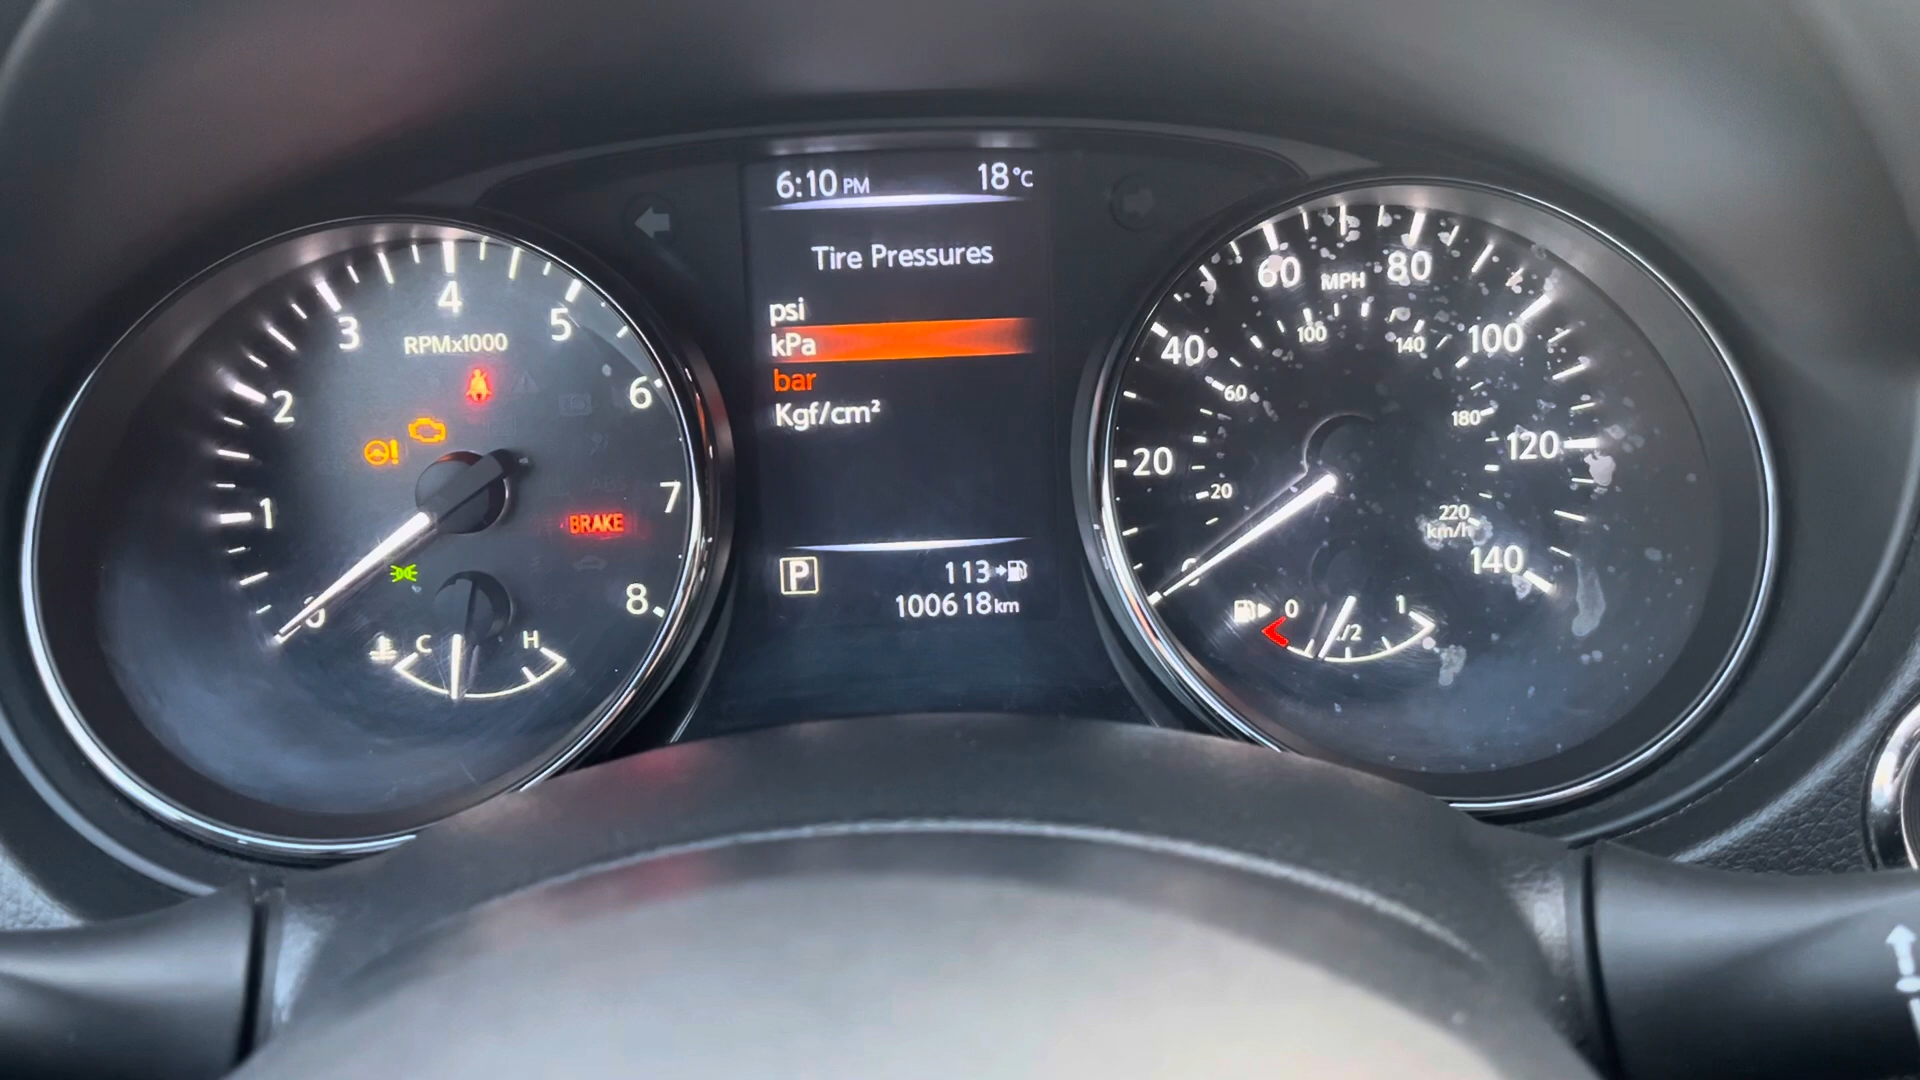 6:10 PM 18°C
Tire Pressures
psi
kPa
bar
Kgf/cm²
P 113
100618km
RPMx1000
0 1 2 3 4 5 6 7 8
BRAKE
C H
MPH
20 40 60 80 100 120 140
20 60 100 140 180 220
km/h
0 1/2 1